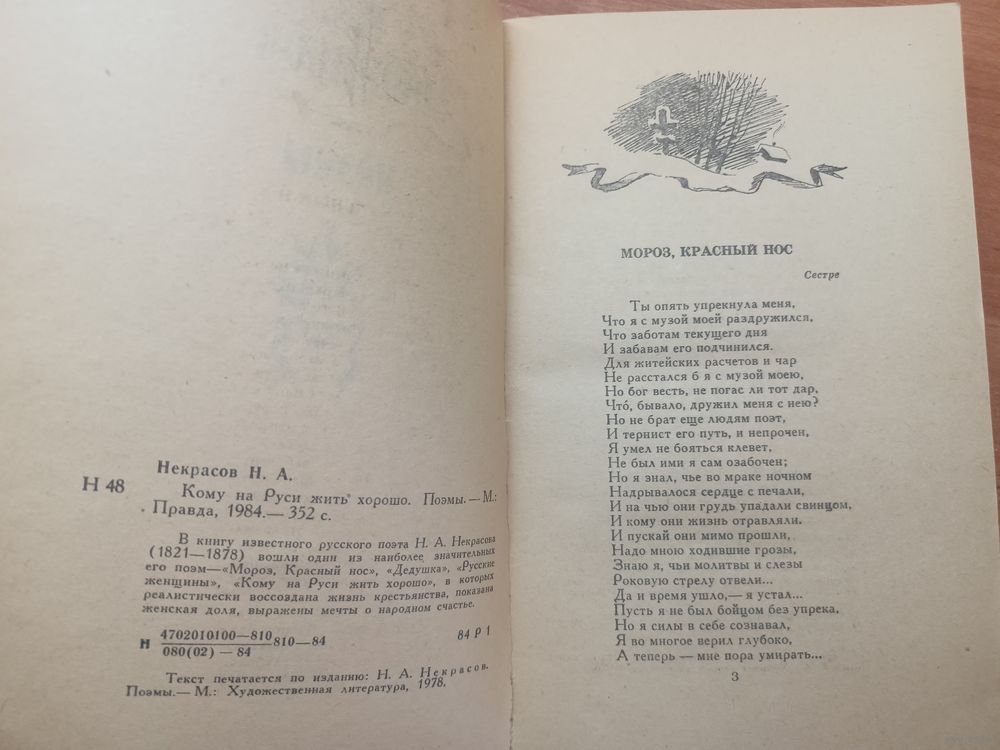 Некрасов Н. А.
Н 48
Кому на Руси жить хорошо. Поэмы.— М.:
Правда, 1984.— 352 с.
В книгу известного русского поэта Н. А. Некрасова
(1821—1878) вошли одни из наиболее значительных
его поэм—«Мороз, Красный нос», «Дедушка», «Русские
женщины», «Кому на Руси жить хорошо», в которых
реалистически воссоздана жизнь крестьянства, показана
женская доля, выражены мечты о народном счастье.
Н 4702010100—810 810—84
080(02) — 84
84 Р 1
Текст печатается по изданию: Н. А. Некрасов.
Поэмы.— М.: Художественная литература, 1978.
МОРОЗ, КРАСНЫЙ НОС
Сестре
Ты опять упрекнула меня,
Что я с музой моей раздружился,
Что заботам текущего дня
И забавам его подчинился.
Для житейских расчетов и чар
Не расстался б я с музой моею,
Но бог весть, не погас ли тот дар,
Что́, бывало, дружил меня с нею?
Но не брат еще людям поэт,
И тернист его путь, и непрочен,
Я умел не бояться клевет,
Не был ими я сам озабочен;
Но я знал, чье во мраке ночном
Надрывалося сердце с печали,
И на чью они грудь упадали свинцом,
И кому они жизнь отравляли.
И пускай они мимо прошли,
Надо мною ходившие грозы,
Знаю я, чьи молитвы и слезы
Роковую стрелу отвели...
Да и время ушло,— я устал...
Пусть я не был бойцом без упрека,
Но я силы в себе сознавал,
Я во многое верил глубоко,
А теперь — мне пора умирать...
3